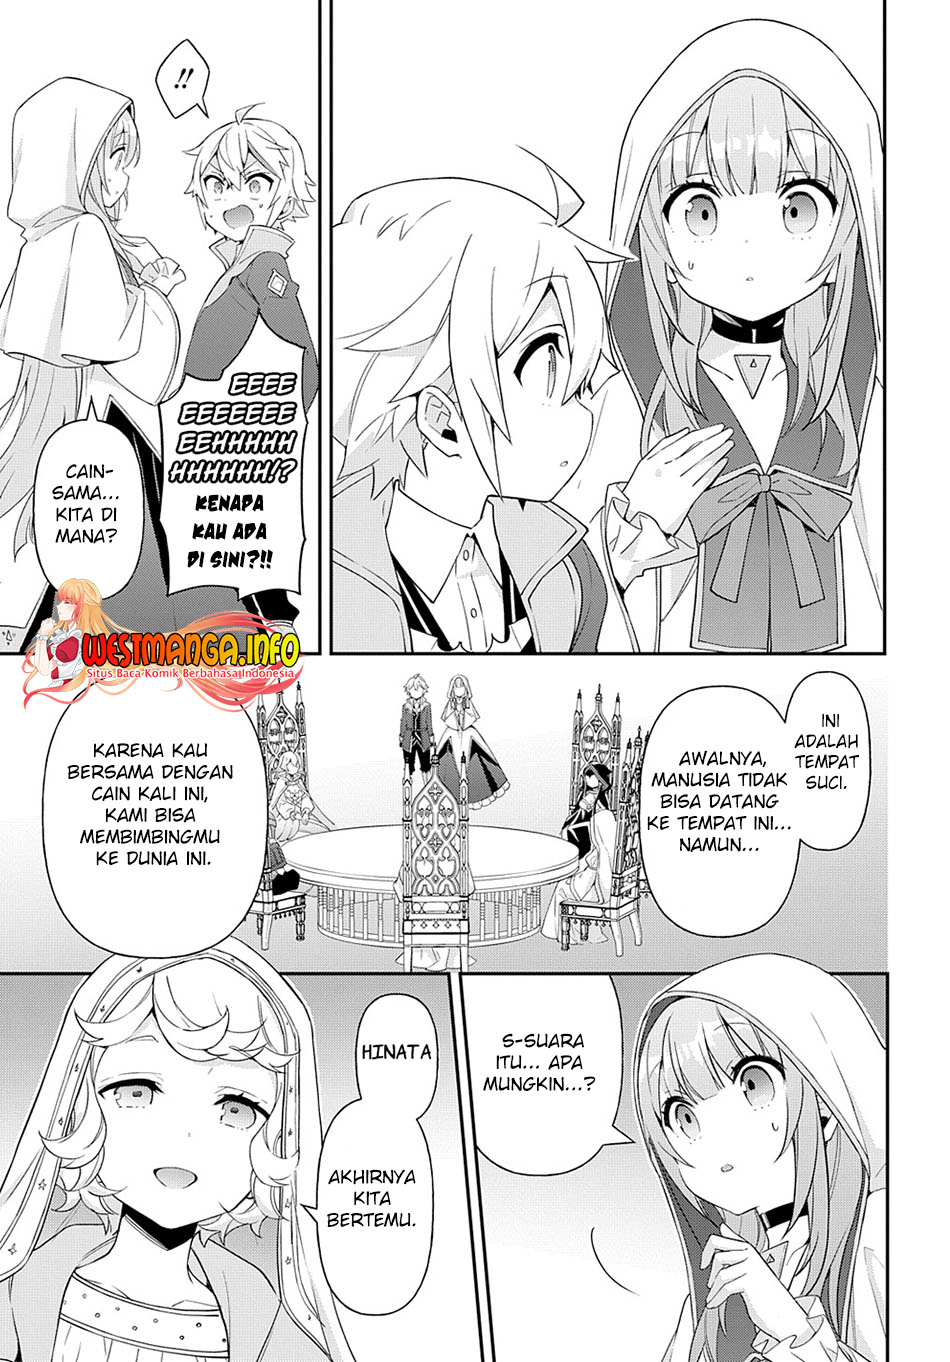 !!
EEEE
EEEEEEE
EEHHHHH
HHHHHHH!?
KENAPA
KAU ADA
DI SINI?!!
CAIN-
SAMA...
KITA DI
MANA?
WESTMANGA.INFO
Situs Baca Komik Berbahasa Indonesia
INI
ADALAH
TEMPAT
SUCI.
AWALNYA,
MANUSIA TIDAK
BISA DATANG
KE TEMPAT INI...
NAMUN...
KARENA KAU
BERSAMA DENGAN
CAIN KALI INI,
KAMI BISA
MEMBIMBINGMU
KE DUNIA INI.
S-SUARA
ITU... APA
MUNGKIN...?
HINATA
AKHIRNYA
KITA
BERTEMU.